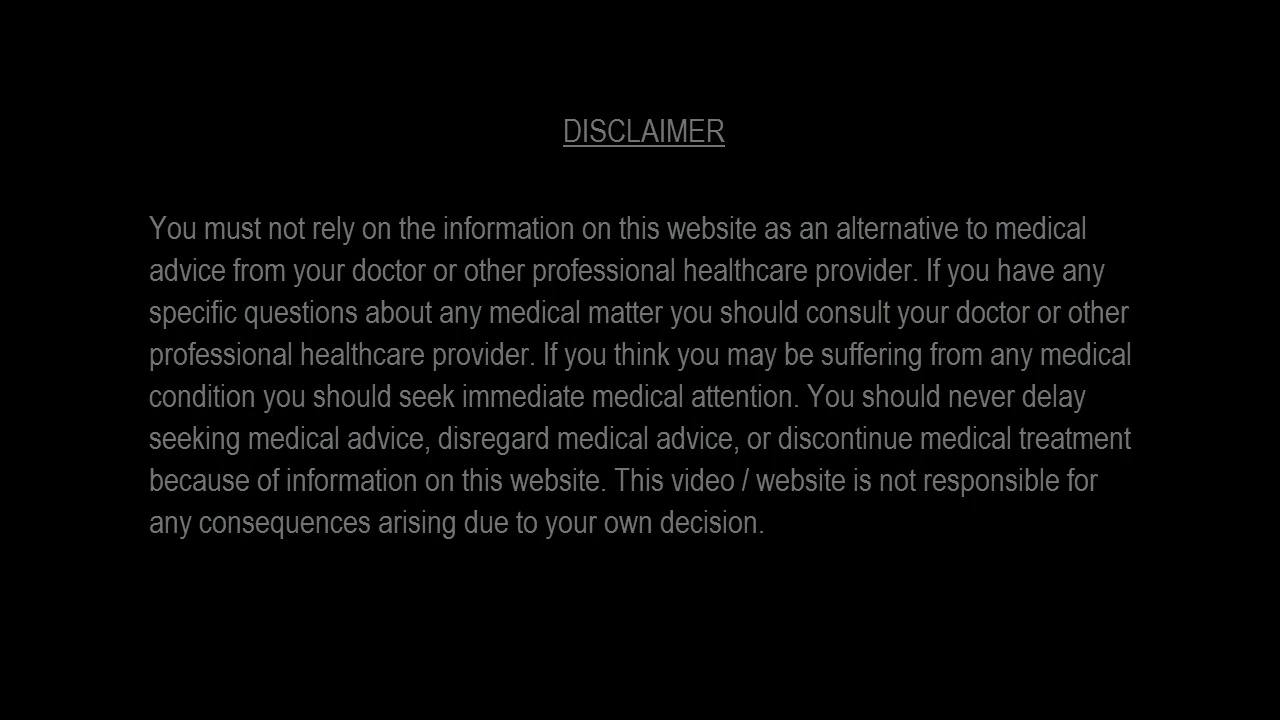 DISCLAIMER
You must not rely on the information on this website as an alternative to medical
advice from your doctor or other professional healthcare provider. If you have any
specific questions about any medical matter you should consult your doctor or other
professional healthcare provider. If you think you may be suffering from any medical
condition you should seek immediate medical attention. You should never delay
seeking medical advice, disregard medical advice, or discontinue medical treatment
because of information on this website. This video / website is not responsible for
any consequences arising due to your own decision.